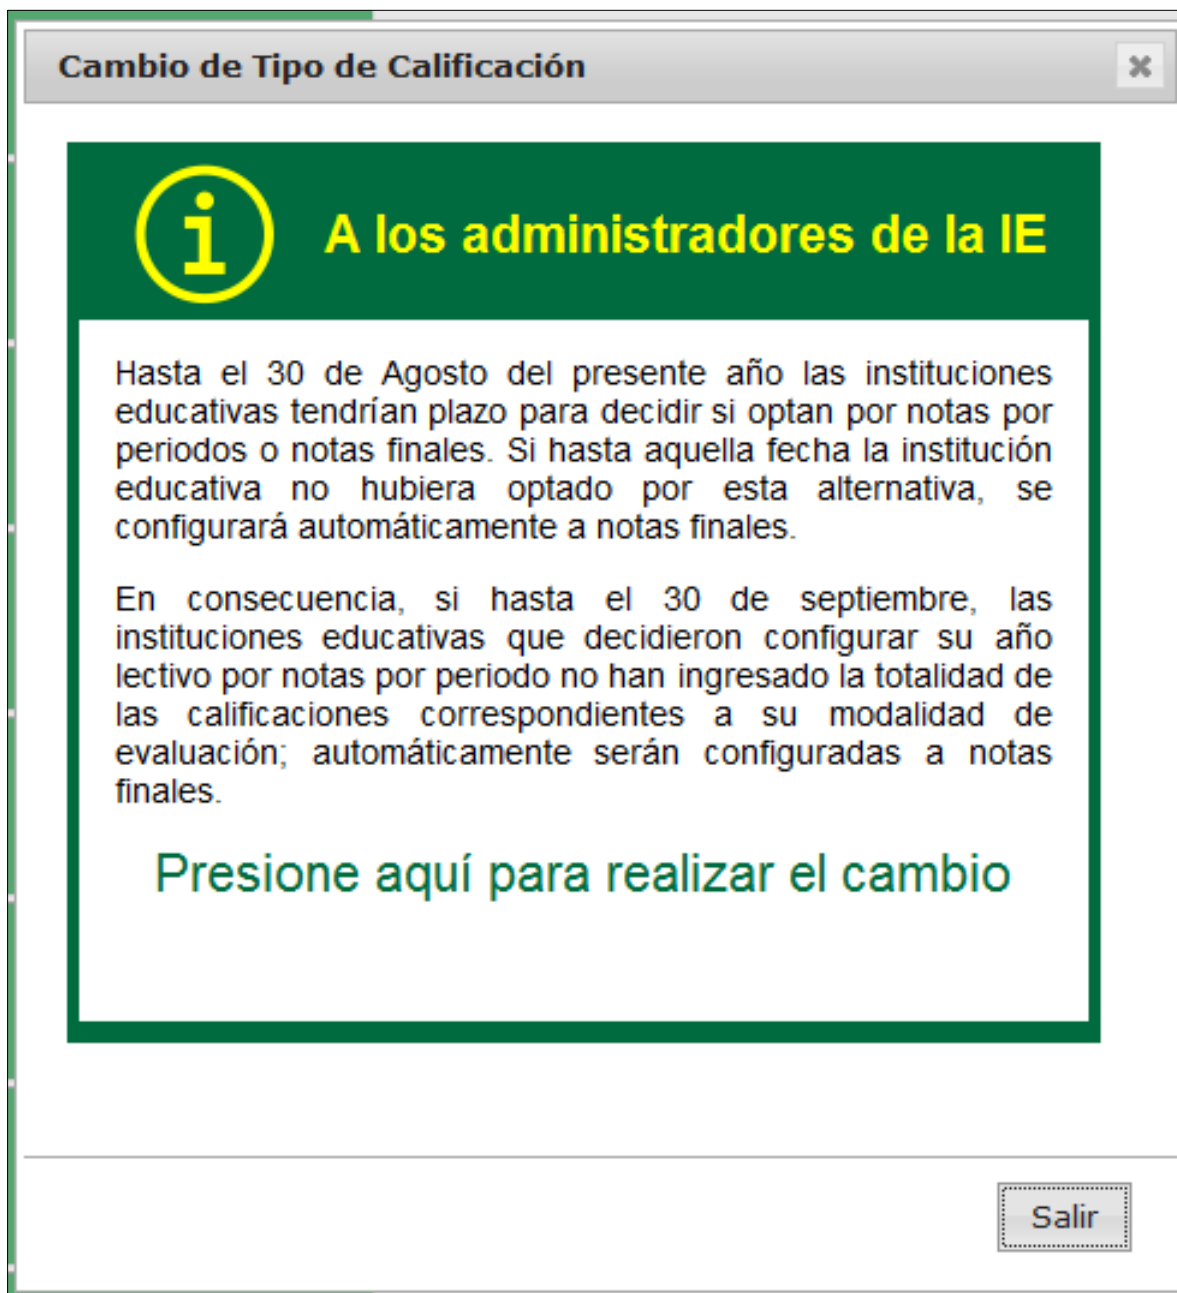 Cambio de Tipo de Calificación
A los administradores de la IE
Hasta el 30 de Agosto del presente año las instituciones
educativas tendrían plazo para decidir si optan por notas por
periodos o notas finales. Si hasta aquella fecha la institución
educativa no hubiera optado por esta alternativa, se
configurará automáticamente a notas finales.
En consecuencia, si hasta el 30 de septiembre, las
instituciones educativas que decidieron configurar su año
lectivo por notas por periodo no han ingresado la totalidad de
las calificaciones correspondientes a su modalidad de
evaluación; automáticamente serán configuradas a notas
finales.
Presione aquí para realizar el cambio
Salir